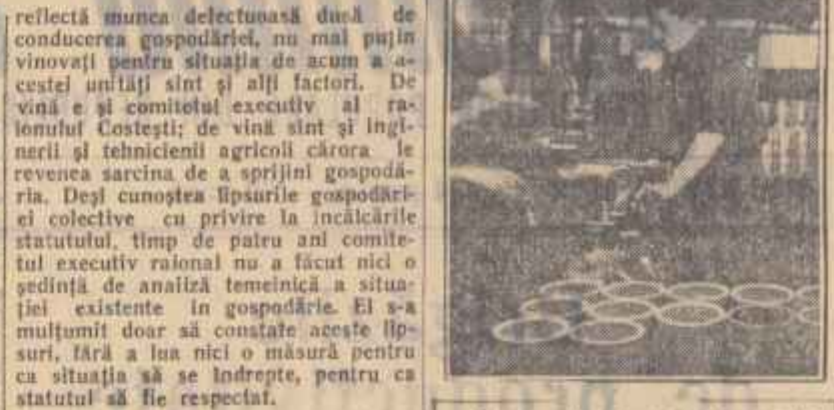 reflectă munca defectuoasă dusă de
conducerea gospodăriei, nu mai puțin
vinovați pentru situația de acum a a-
cestei unități sînt și alți factori. De
vină e și comitetul executiv al ra-
ionului Costești; de vină sînt și ingi-
nerii și tehnicienii agricoli cărora le
revenea sarcina de a sprijini gospodă-
ria. Deși cunoștea lipsurile gospodări-
ei colective cu privire la încălcările
statutului, timp de patru ani comite-
tul executiv raional nu a făcut nici o
ședință de analiză temeinică a situa-
ției existente în gospodărie. El s-a
mulțumit doar să constate aceste lip-
suri, fără a lua nici o măsură pentru
ca situația să se îndrepte, pentru ca
statutul să fie respectat.